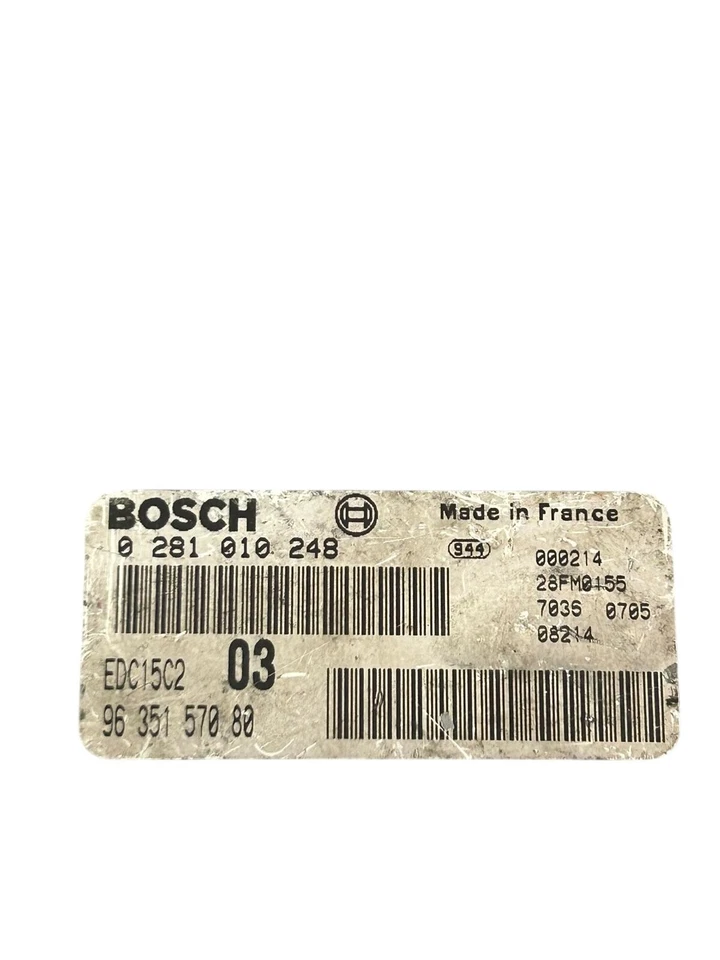 BOSCH Made in France
0 281 010 248 944 000214
28FM0155
7036 0705
08214
EDC15C2 03
96 351 570 80